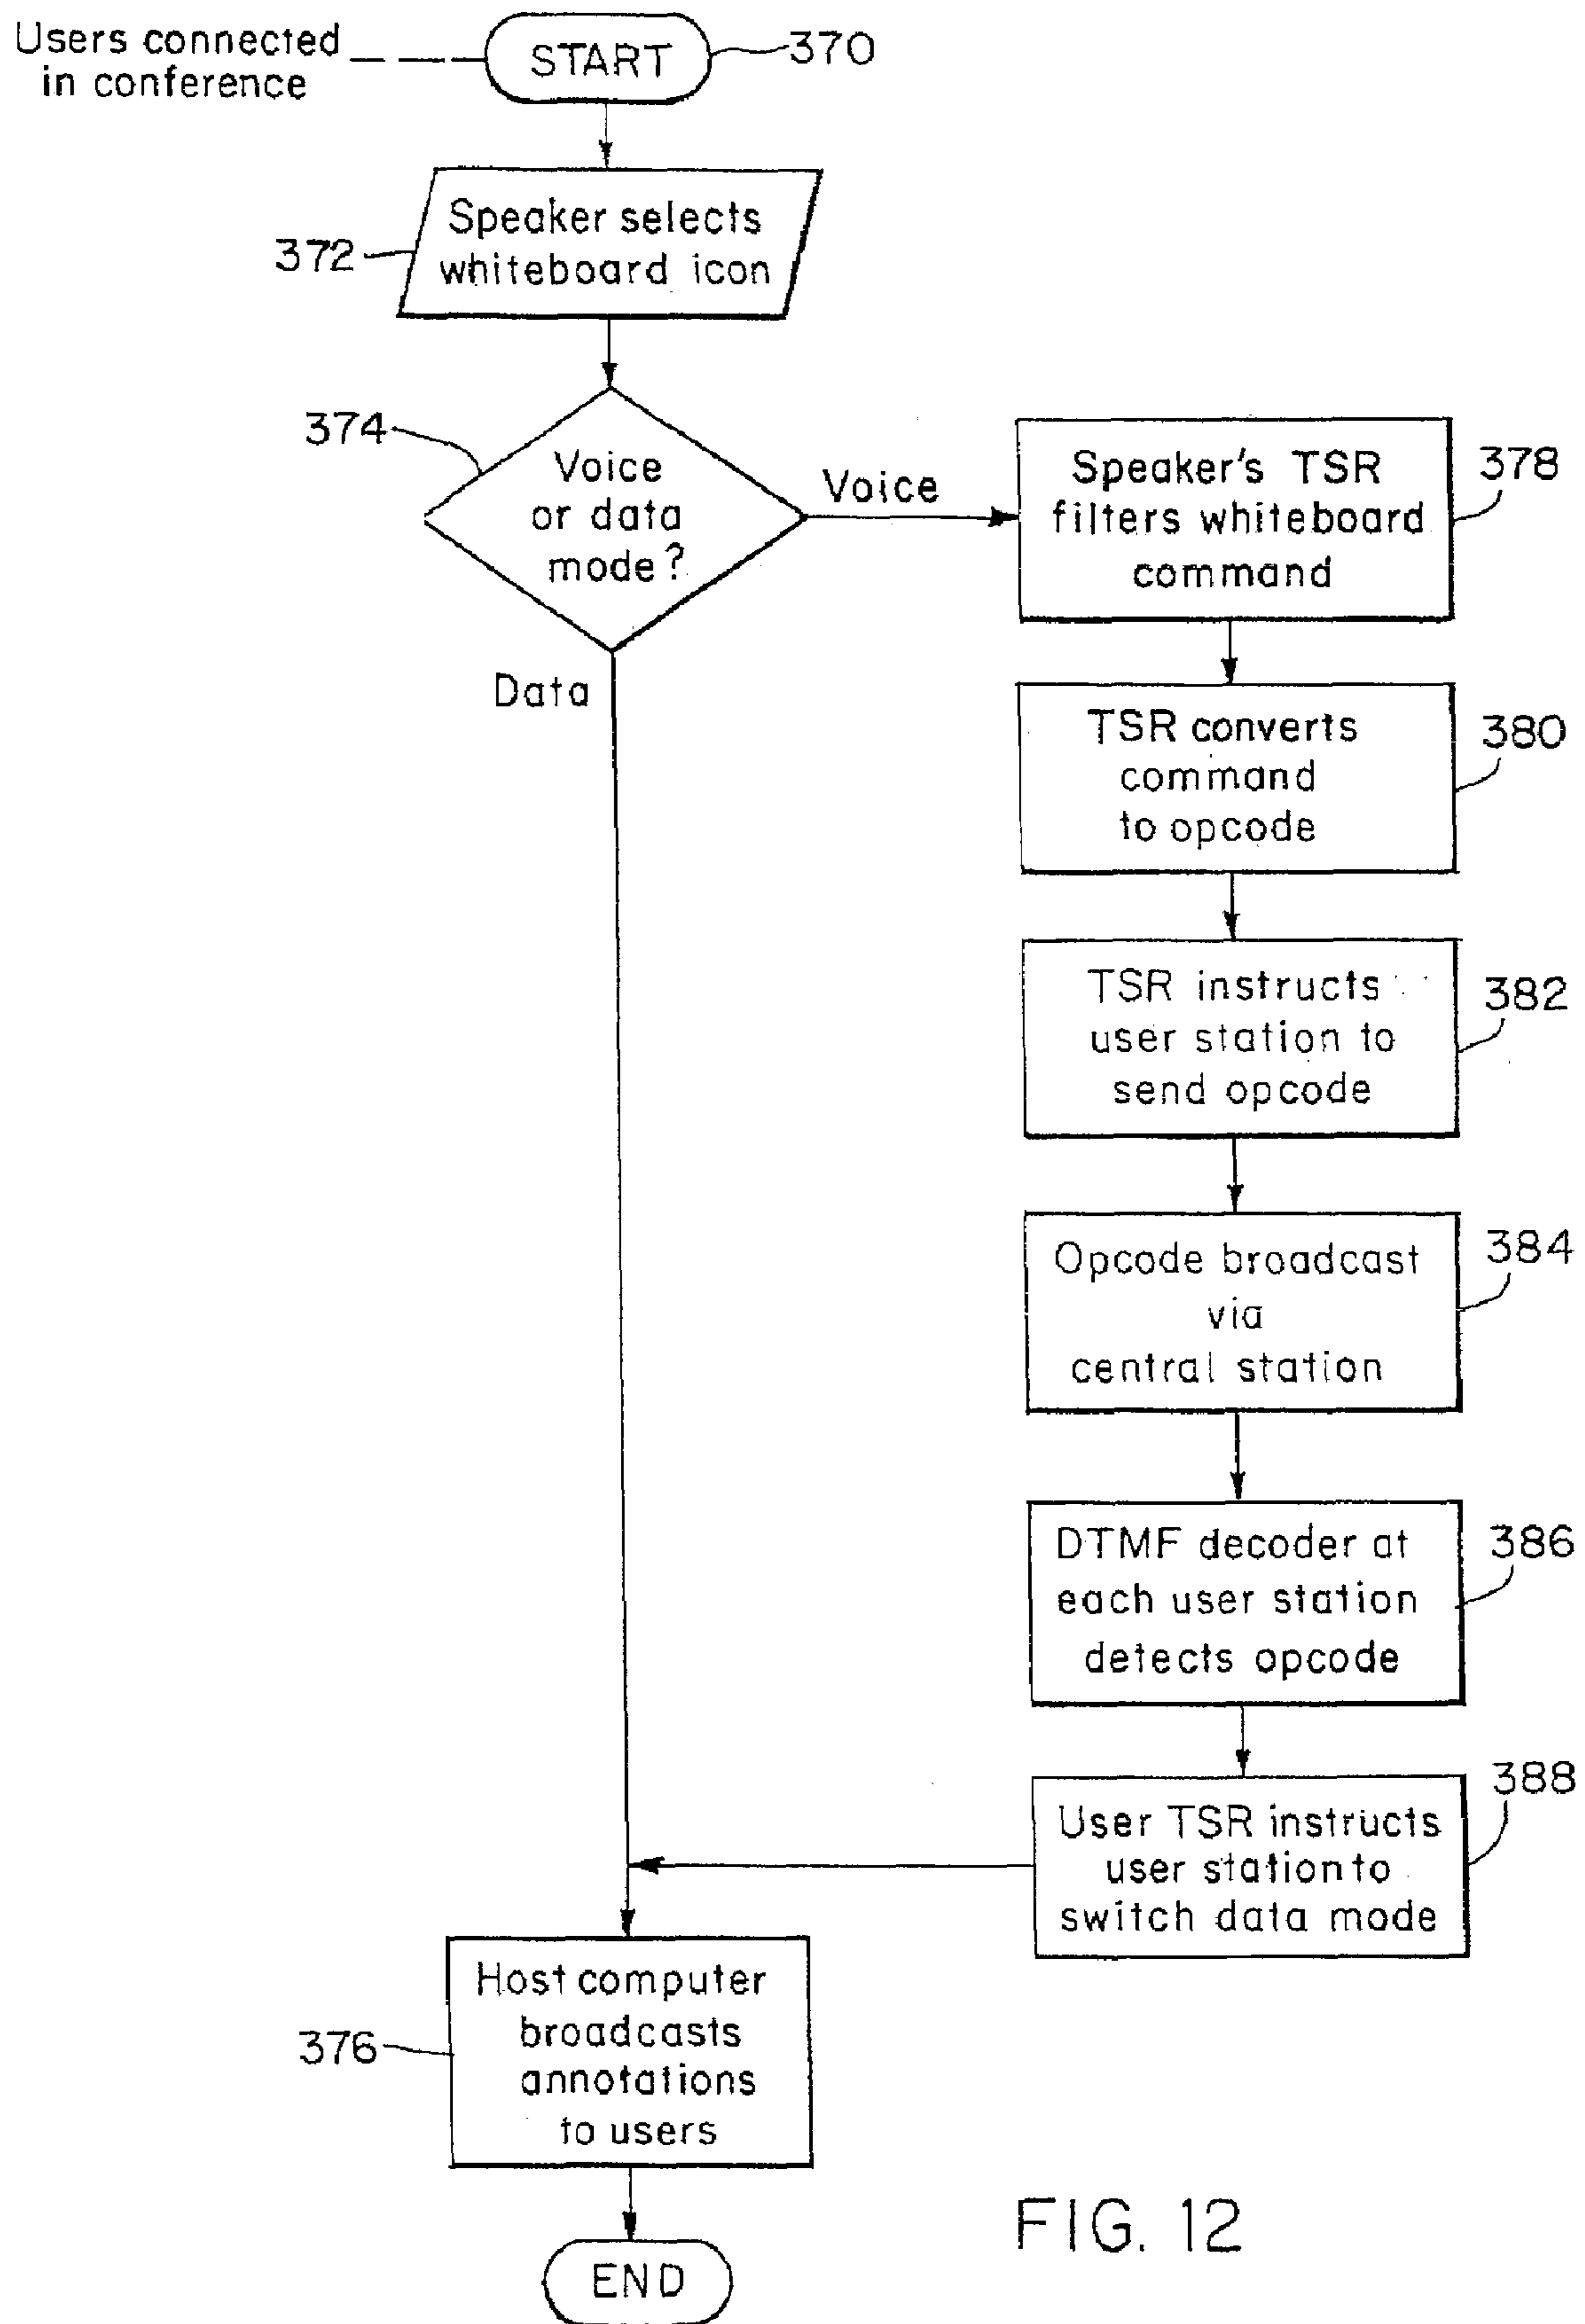 Users connected
in conference
START
370
Speaker selects
whiteboard icon
372
374
Voice
or data
mode?
Voice
Data
Speaker's TSR
filters whiteboard
command
378
TSR converts
command
to opcode
380
TSR instructs
user station to
send opcode
382
Opcode broadcast
via
central station
384
DTMF decoder at
each user station
detects opcode
386
User TSR instructs
user station to
switch data mode
388
Host computer
broadcasts
annotations
to users
376
END
FIG. 12